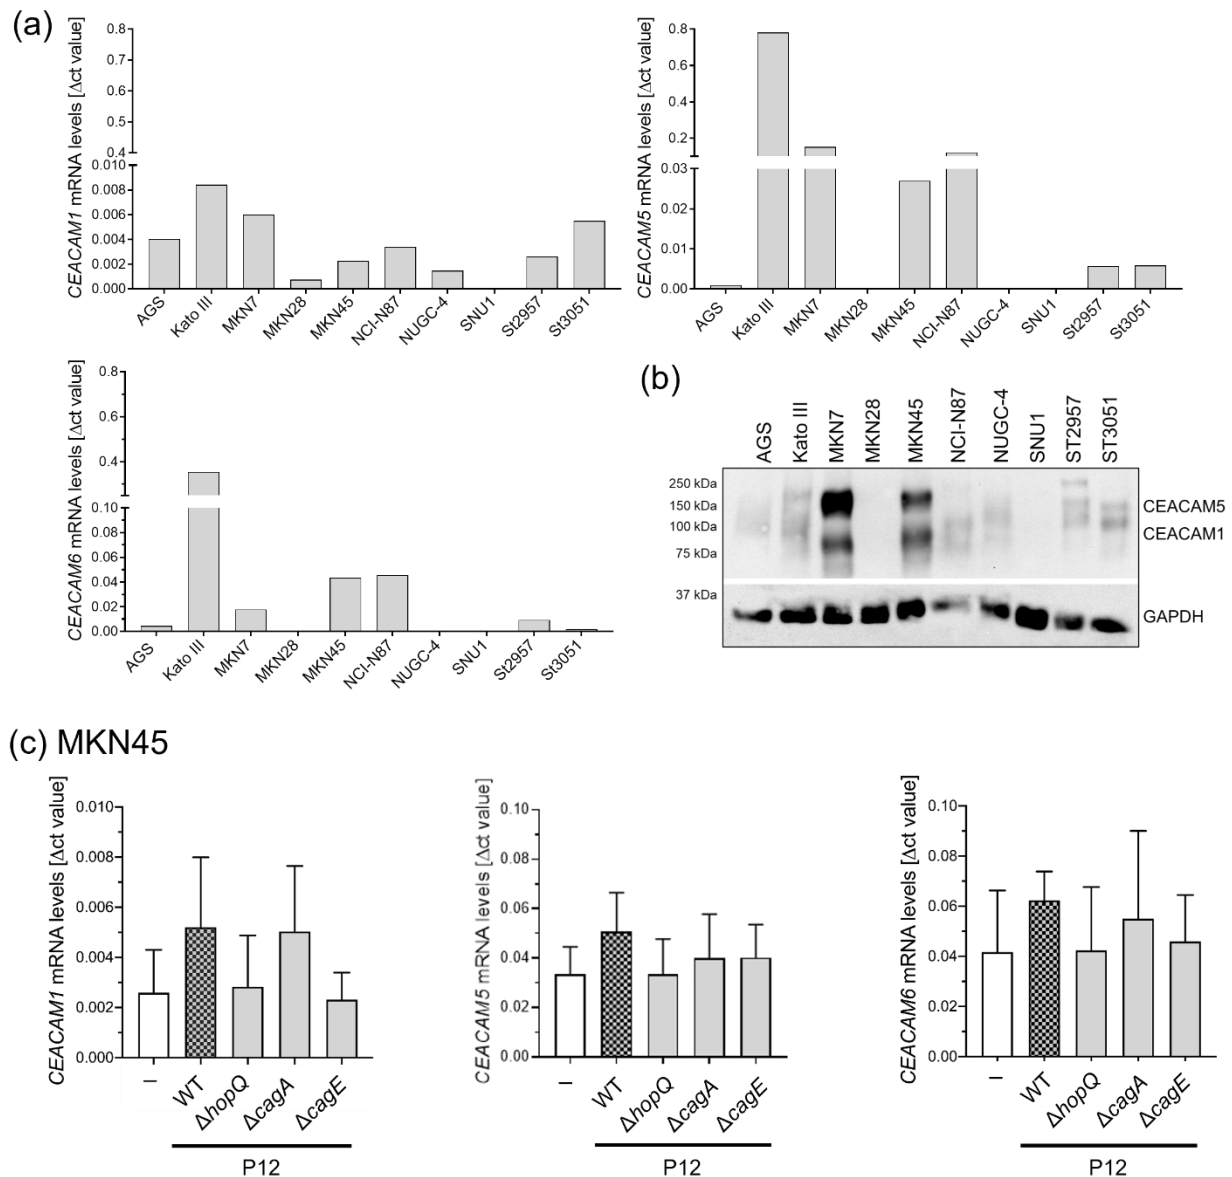 (a)
CEACAM1 mRNA levels [Δct value]
0.8
0.7
0.6
0.5
0.4
0.010
0.008
0.006
0.004
0.002
0.000
AGS
Kato III
MKN7
MKN28
MKN45
NCI-N87
NUGC-4
SNU1
St2957
St3051
CEACAM5 mRNA levels [Δct value]
0.8
0.6
0.4
0.2
0.03
0.02
0.01
0.00
AGS
Kato III
MKN7
MKN28
MKN45
NCI-N87
NUGC-4
SNU1
St2957
St3051
CEACAM6 mRNA levels [Δct value]
0.8
0.6
0.4
0.10
0.08
0.06
0.04
0.02
0.00
AGS
Kato III
MKN7
MKN28
MKN45
NCI-N87
NUGC-4
SNU1
St2957
St3051
(b)
AGS
Kato III
MKN7
MKN28
MKN45
NCI-N87
NUGC-4
SNU1
ST2957
ST3051
250 kDa
150 kDa
100 kDa
75 kDa
37 kDa
CEACAM5
CEACAM1
GAPDH
(c) MKN45
CEACAM1 mRNA levels [Δct value]
0.010
0.008
0.006
0.004
0.002
0.000
–
WT
ΔhopQ
ΔcagA
ΔcagE
P12
CEACAM5 mRNA levels [Δct value]
0.10
0.08
0.06
0.04
0.02
0.00
–
WT
ΔhopQ
ΔcagA
ΔcagE
P12
CEACAM6 mRNA levels [Δct value]
0.10
0.08
0.06
0.04
0.02
0.00
–
WT
ΔhopQ
ΔcagA
ΔcagE
P12